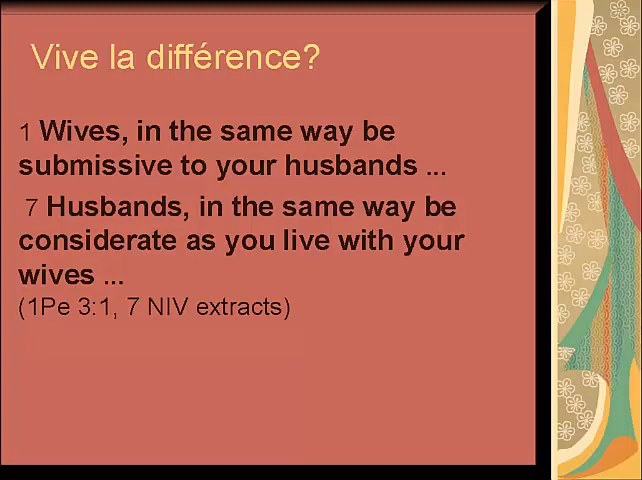 Vive la différence?
1 Wives, in the same way be
submissive to your husbands ...
7 Husbands, in the same way be
considerate as you live with your
wives ...
(1Pe 3:1, 7 NIV extracts)